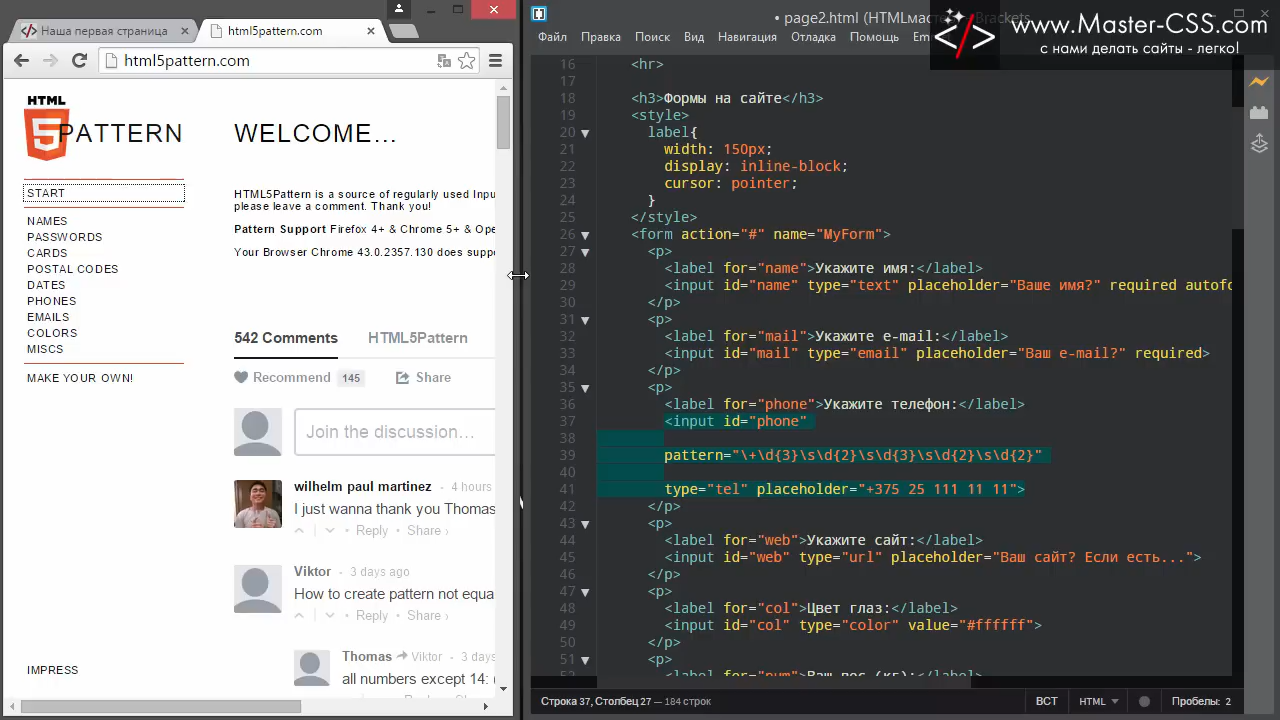 Наша первая страница
html5pattern.com
html5pattern.com
HTML
5
PATTERN
START
NAMES
PASSWORDS
CARDS
POSTAL CODES
DATES
PHONES
EMAILS
COLORS
MISCS
MAKE YOUR OWN!
IMPRESS
WELCOME...
HTML5Pattern is a source of regularly used Inpu
please leave a comment. Thank you!
Pattern Support Firefox 4+ & Chrome 5+ & Ope
Your Browser Chrome 43.0.2357.130 does suppo
542 Comments HTML5Pattern
Recommend 145 Share
Join the discussion...
wilhelm paul martinez - 4 hours
I just wanna thank you Thomas
• Reply • Share ›
Viktor - 3 days ago
How to create pattern not equa
• Reply • Share ›
Thomas Viktor • 3 days
all numbers except 14: (
• page2.html (HTMLмастер) - Brackets
Файл Правка Поиск Вид Навигация Отладка Помощь Em
www.Master-CSS.com
с нами делать сайты - легко!
16 <hr>
17
18 <h3>Формы на сайте</h3>
19 <style>
20 label{
21 width: 150px;
22 display: inline-block;
23 cursor: pointer;
24 }
25 </style>
26 <form action="#" name="MyForm">
27 <p>
28 <label for="name">Укажите имя:</label>
29 <input id="name" type="text" placeholder="Ваше имя?" required autofo
30 </p>
31 <p>
32 <label for="mail">Укажите e-mail:</label>
33 <input id="mail" type="email" placeholder="Ваш e-mail?" required>
34 </p>
35 <p>
36 <label for="phone">Укажите телефон:</label>
37 <input id="phone"
38
39 pattern="\+\d{3}\s\d{2}\s\d{3}\s\d{2}\s\d{2}"
40
41 type="tel" placeholder="+375 25 111 11 11">
42 </p>
43 <p>
44 <label for="web">Укажите сайт:</label>
45 <input id="web" type="url" placeholder="Ваш сайт? Если есть...">
46 </p>
47 <p>
48 <label for="col">Цвет глаз:</label>
49 <input id="col" type="color" value="#ffffff">
50 </p>
51 <p>
Строка 37, Столбец 27 — 184 строк
ВСТ HTML Пробелы: 2